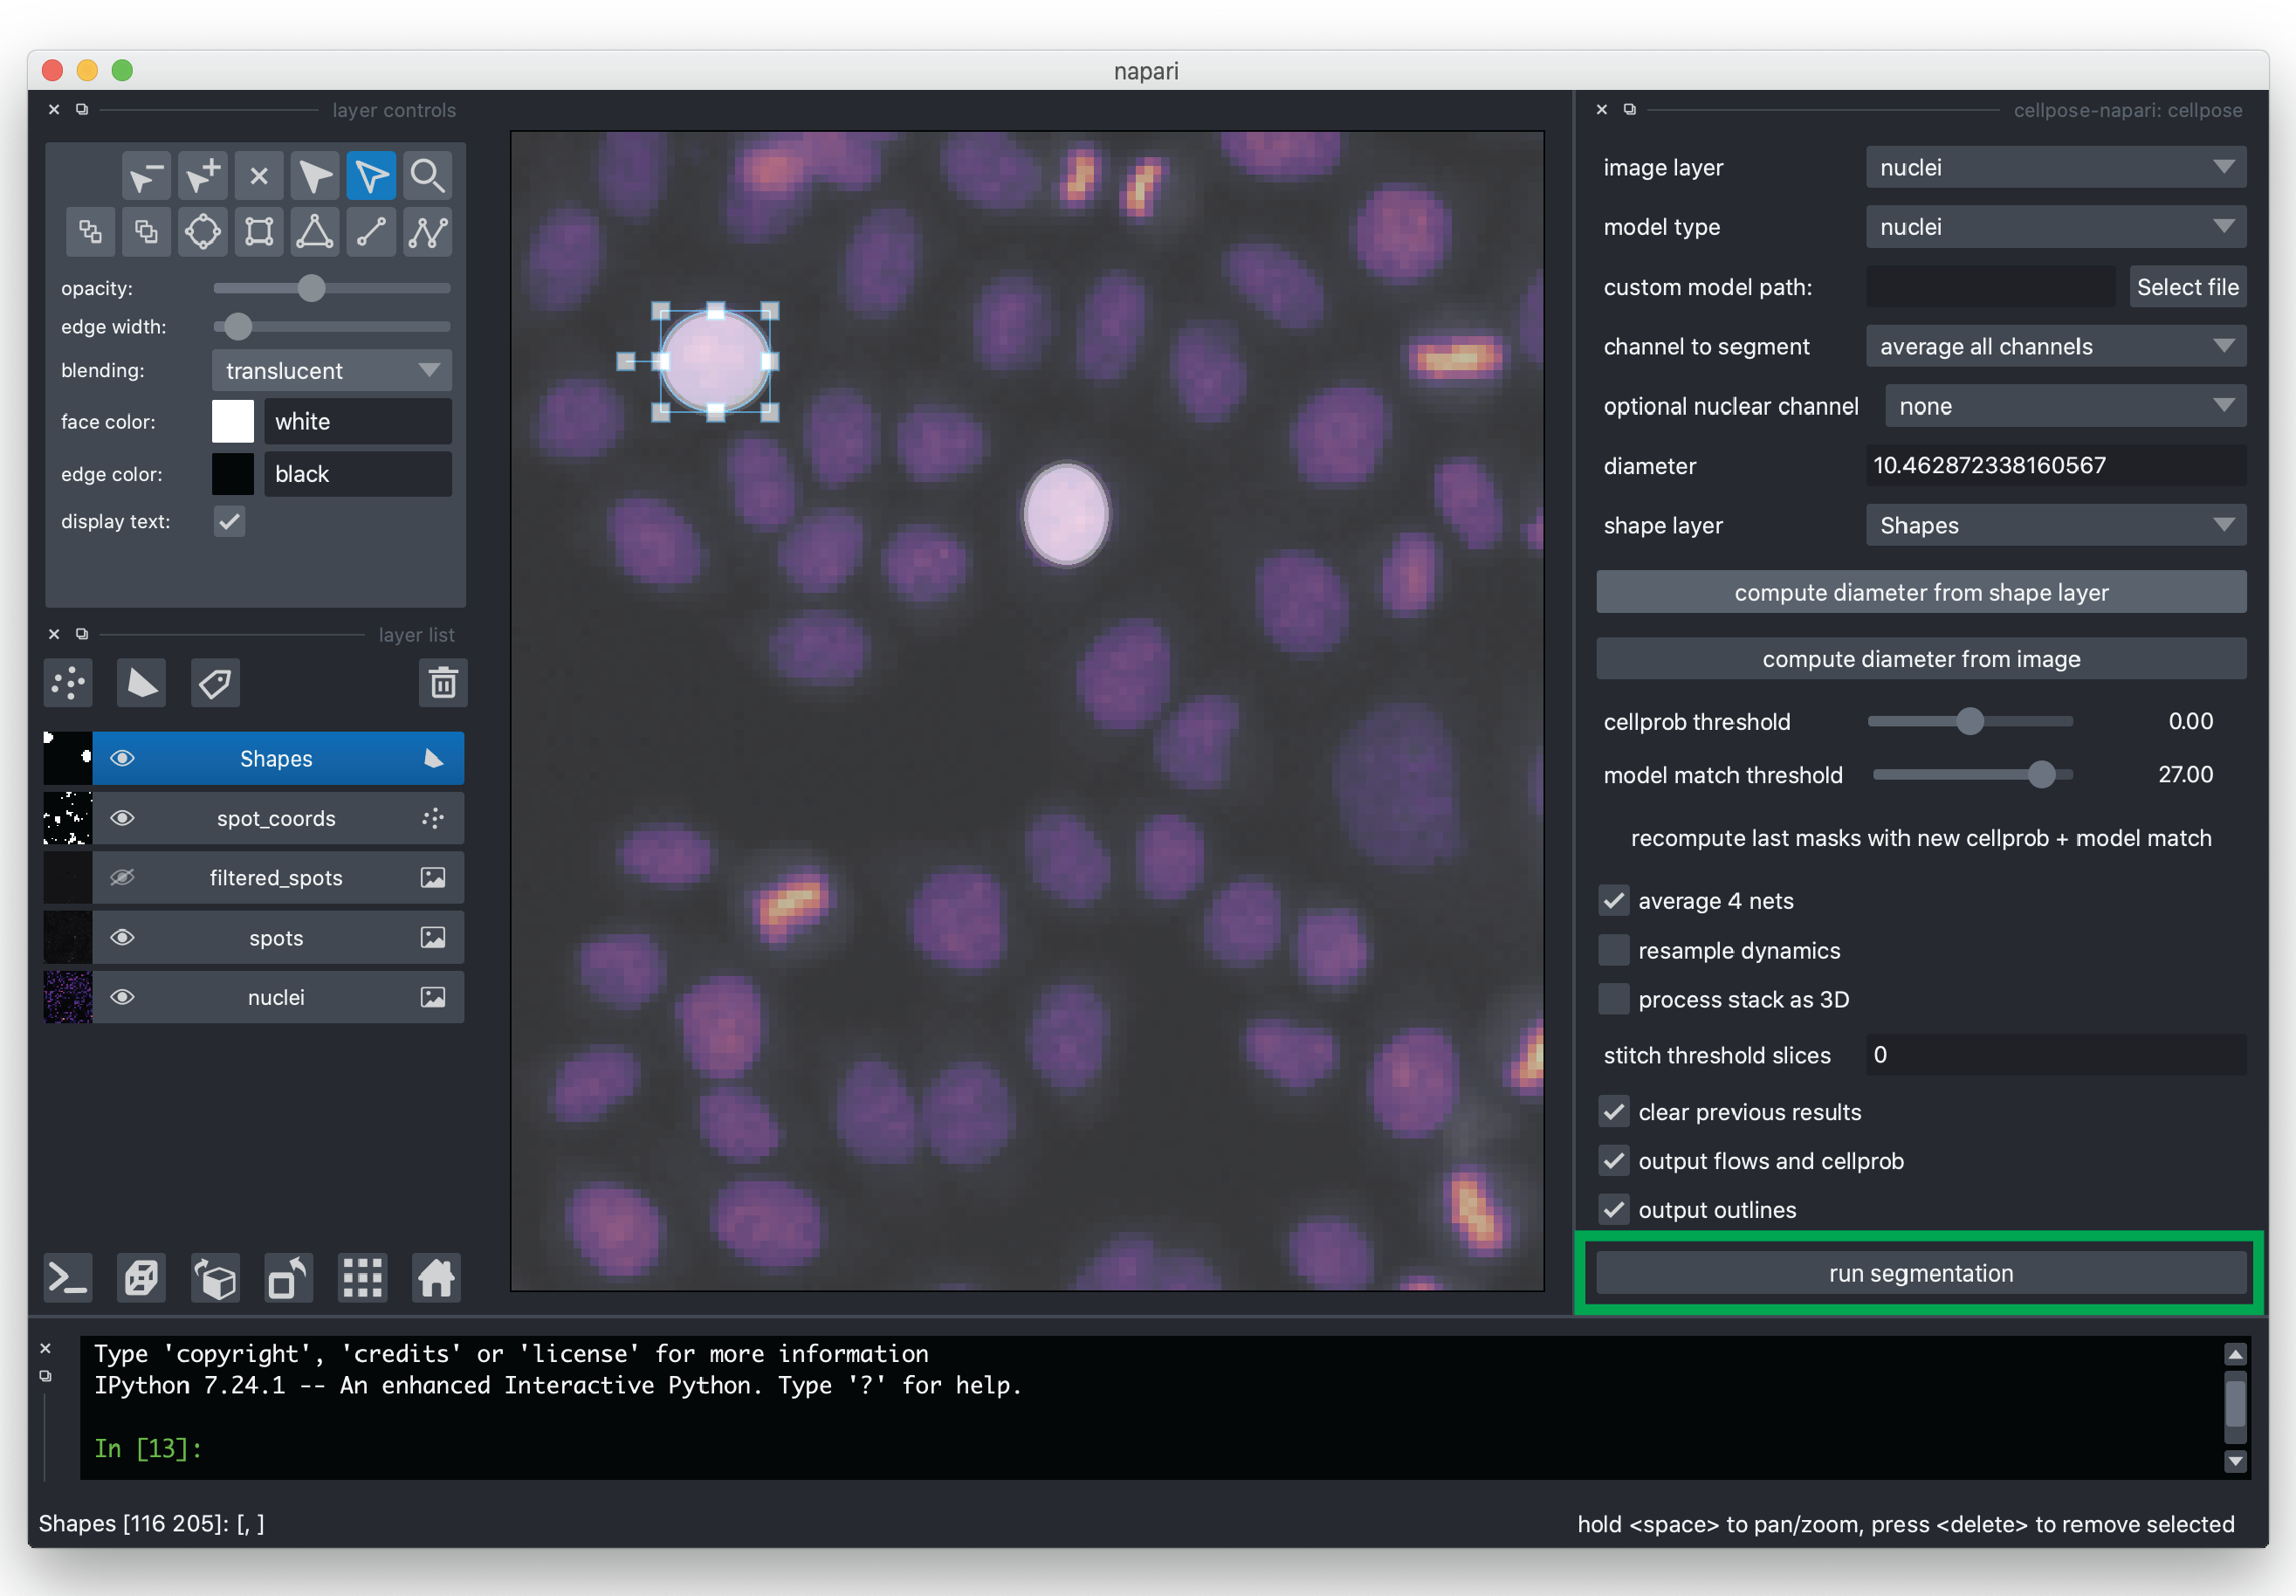 napari
layer controls
opacity:
edge width:
blending:
translucent
face color:
white
edge color:
black
display text:
layer list
Shapes
spot_coords
filtered_spots
spots
nuclei
cellpose-napari: cellpose
image layer
nuclei
model type
nuclei
custom model path:
Select file
channel to segment
average all channels
optional nuclear channel
none
diameter
10.462872338160567
shape layer
Shapes
compute diameter from shape layer
compute diameter from image
cellprob threshold
0.00
model match threshold
27.00
recompute last masks with new cellprob + model match
average 4 nets
resample dynamics
process stack as 3D
stitch threshold slices
0
clear previous results
output flows and cellprob
output outlines
run segmentation
Type 'copyright', 'credits' or 'license' for more information
IPython 7.24.1 -- An enhanced Interactive Python. Type '?' for help.
In [13]:
Shapes [116 205]: [, ]
hold <space> to pan/zoom, press <delete> to remove selected